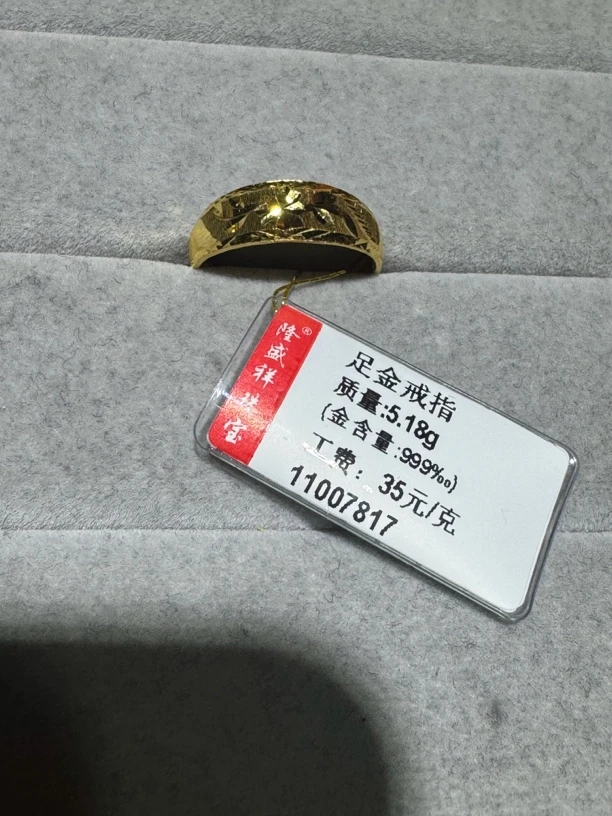 隆盛祥珠宝®
足金戒指
质量:5.18g
(金含量:999‰)
工费：35元/克
11007817